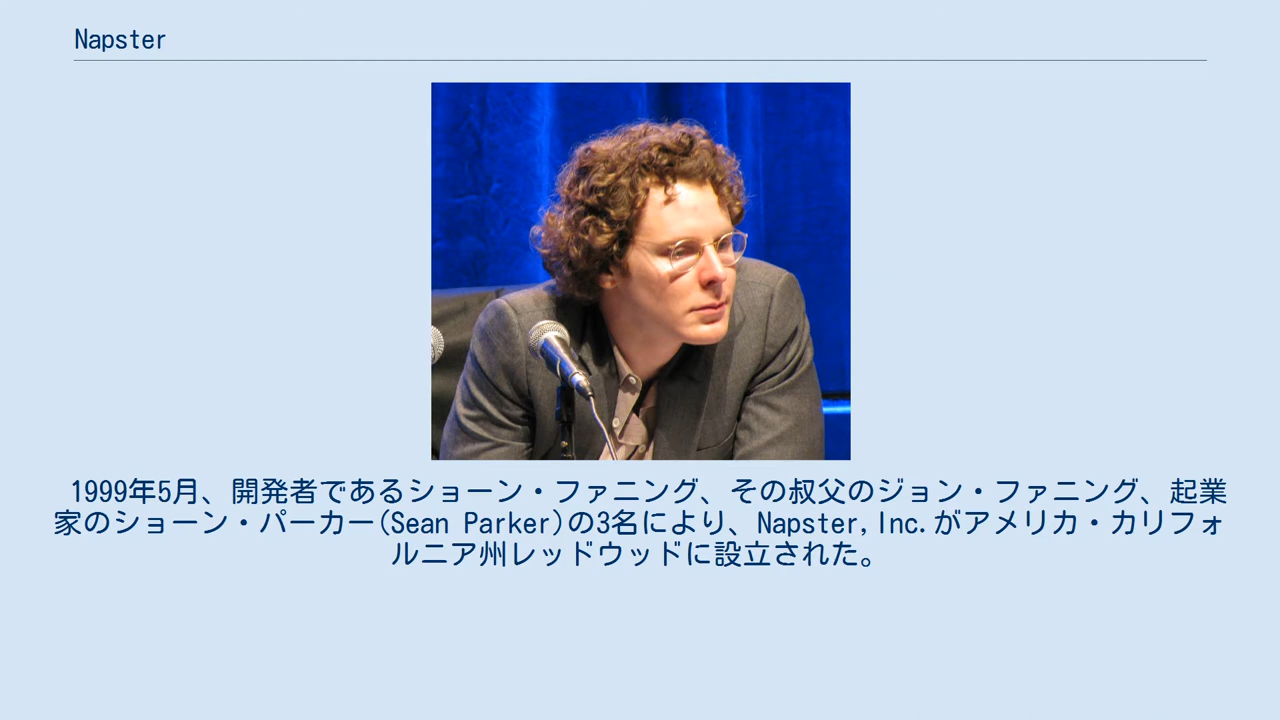 Napster
1999年5月、開発者であるショーン・ファニング、その叔父のジョン・ファニング、起業
家のショーン・パーカー(Sean Parker)の3名により、Napster,Inc.がアメリカ・カリフォ
ルニア州レッドウッドに設立された。